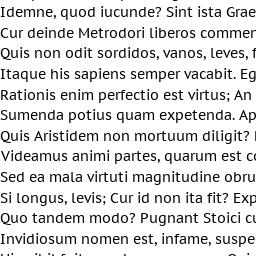 Idemne, quod iucunde? Sint ista Grae
Cur deinde Metrodori liberos commen
Quis non odit sordidos, vanos, leves, f
Itaque his sapiens semper vacabit. Eg
Rationis enim perfectio est virtus; An
Sumenda potius quam expetenda. Ap
Quis Aristidem non mortuum diligit?
Videamus animi partes, quarum est co
Sed ea mala virtuti magnitudine obru
Si longus, levis; Cur id non ita fit? Exp
Quo tandem modo? Pugnant Stoici cu
Invidiosum nomen est, infame, suspe